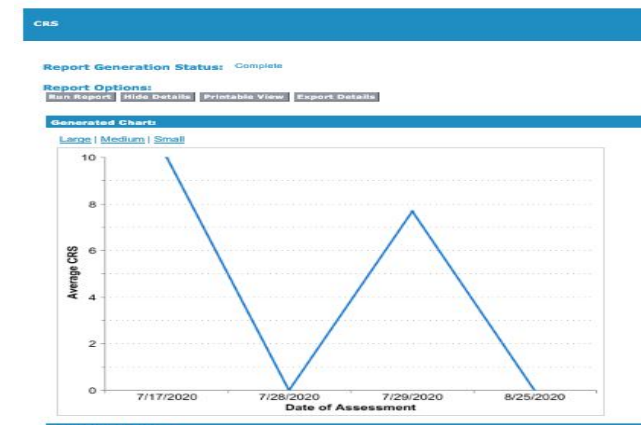 CRS
Report Generation Status: Complete
Report Options:
Run Report Hide Details Printable View Export Details
Generated Chart:
Large | Medium | Small
10
8
6
4
2
0
Average CRS
7/17/2020 7/28/2020 7/29/2020 8/25/2020
Date of Assessment